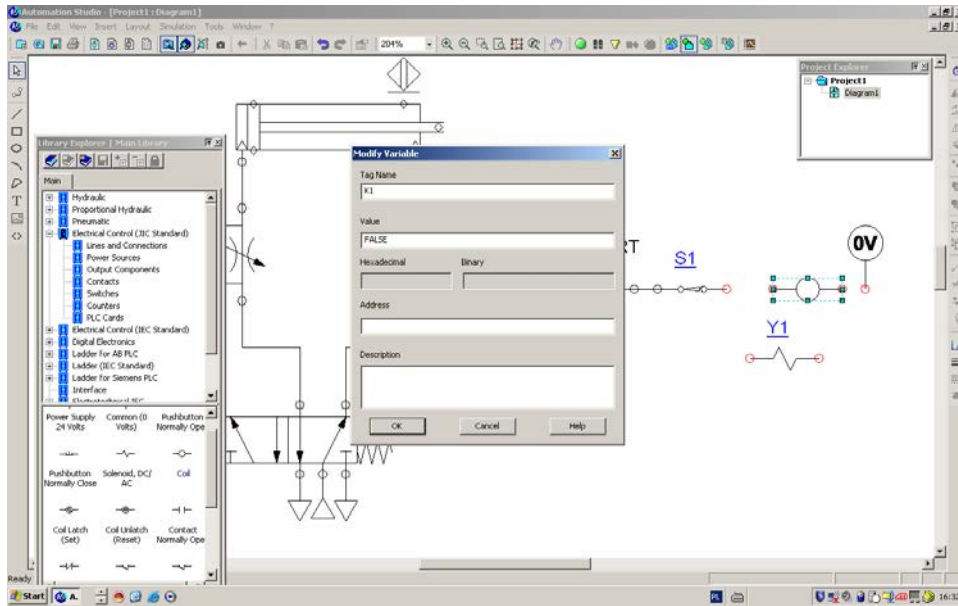 Automation Studio - [Project1 : Diagram1]
File Edit View Insert Layout Simulation Tools Window ?
204%
Project Explorer
Project1
Diagram1
Library Explorer [ Main Library
Main
Hydraulic
Proportional Hydraulic
Pneumatic
Electrical Control (JIC Standard)
Lines and Connections
Power Sources
Output Components
Contacts
Switches
Counters
PLC Cards
Electrical Control (IEC Standard)
Digital Electronics
Ladder for AB PLC
Ladder (IEC Standard)
Ladder for Siemens PLC
Interface
Power Supply 24 Volts
Common (0 Volts)
Pushbutton Normally Ope
Pushbutton Normally Close
Solenoid, DC/ AC
Coil
Coil Latch (Set)
Coil Unlatch (Reset)
Contact Normally Ope
Modify Variable
Tag Name
K1
Value
FALSE
Hexadecimal Binary
Address
Description
OK Cancel Help
S1
0V
Y1
Ready
Start
A.
PL